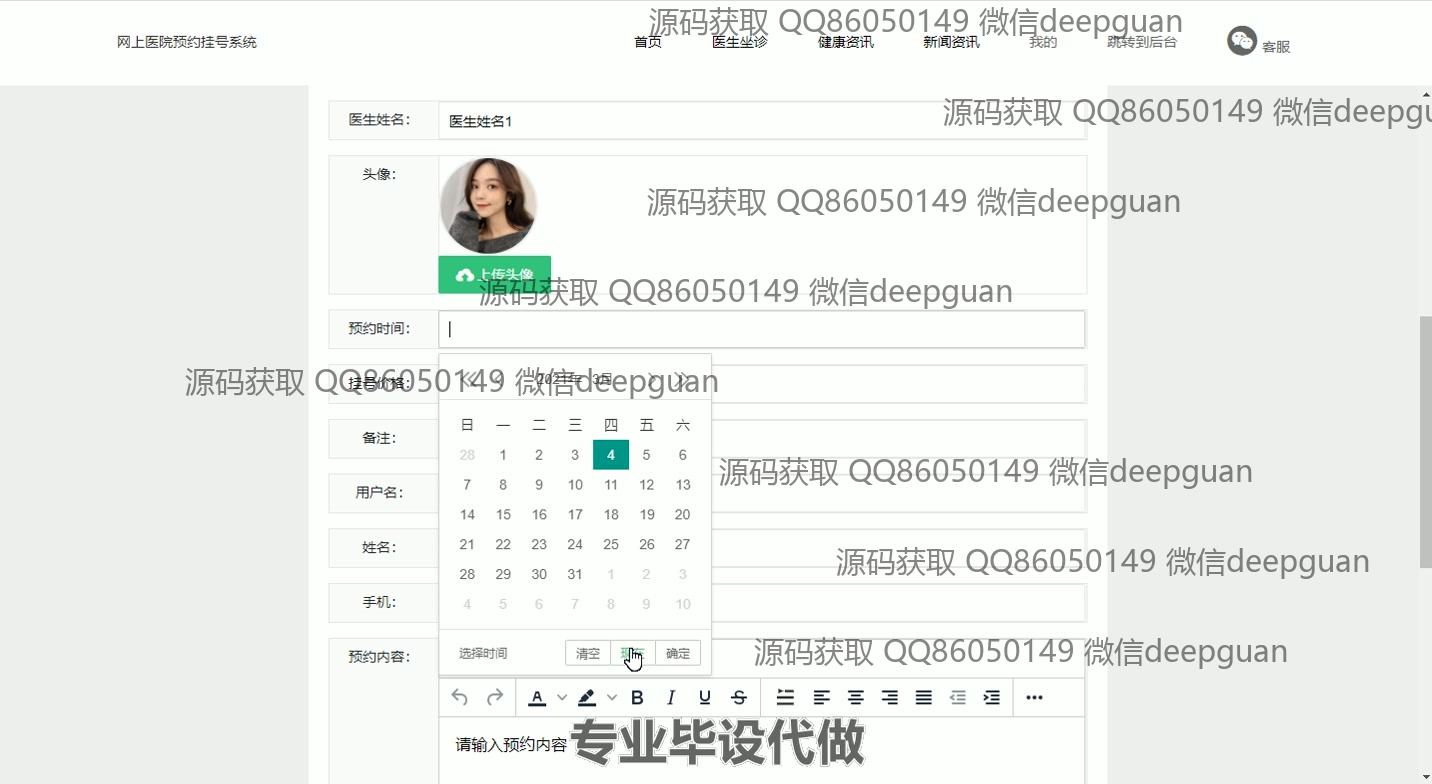 源码获取 QQ86050149 微信deepguan
网上医院预约挂号系统
首页
医生坐诊
健康资讯
新闻资讯
我的
跳转到后台
客服
源码获取 QQ86050149 微信deepgu
医生姓名：
医生姓名1
头像：
源码获取 QQ86050149 微信deepguan
上传头像
源码获取 QQ86050149 微信deepguan
预约时间：
源码获取 QQ86050149 微信deepguan
挂号价格：
2021年 3月
日 一 二 三 四 五 六
28 1 2 3 4 5 6
7 8 9 10 11 12 13
14 15 16 17 18 19 20
21 22 23 24 25 26 27
28 29 30 31 1 2 3
4 5 6 7 8 9 10
备注：
源码获取 QQ86050149 微信deepguan
用户名：
姓名：
源码获取 QQ86050149 微信deepguan
手机：
预约内容：
选择时间
清空
现在
确定
源码获取 QQ86050149 微信deepguan
A B I U S
请输入预约内容
专业毕设代做